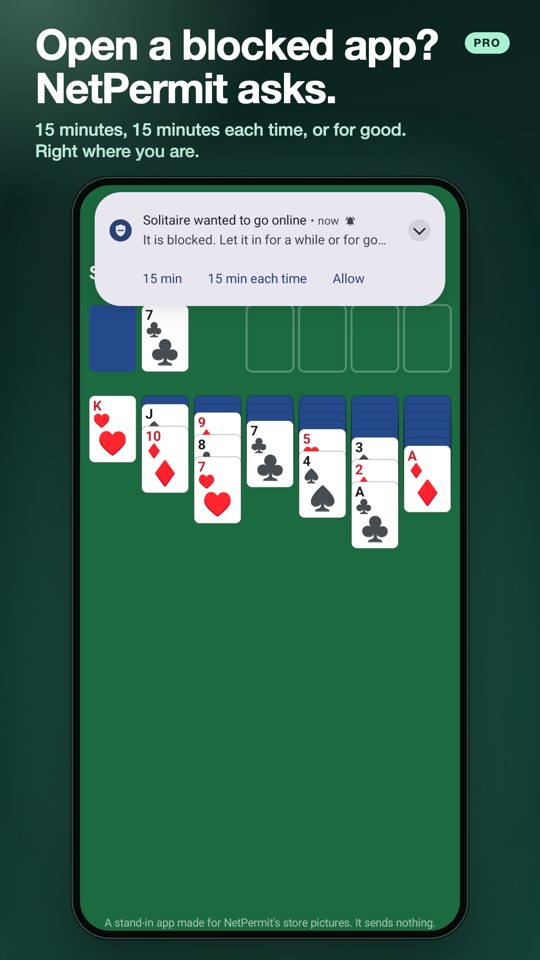 Open a blocked app?
PRO
NetPermit asks.
15 minutes, 15 minutes each time, or for good.
Right where you are.
Solitaire wanted to go online • now
It is blocked. Let it in for a while or for go…
15 min 15 min each time Allow
S
7
K
J
10
9
8
7
7
5
4
3
2
A
A
A stand-in app made for NetPermit's store pictures. It sends nothing.